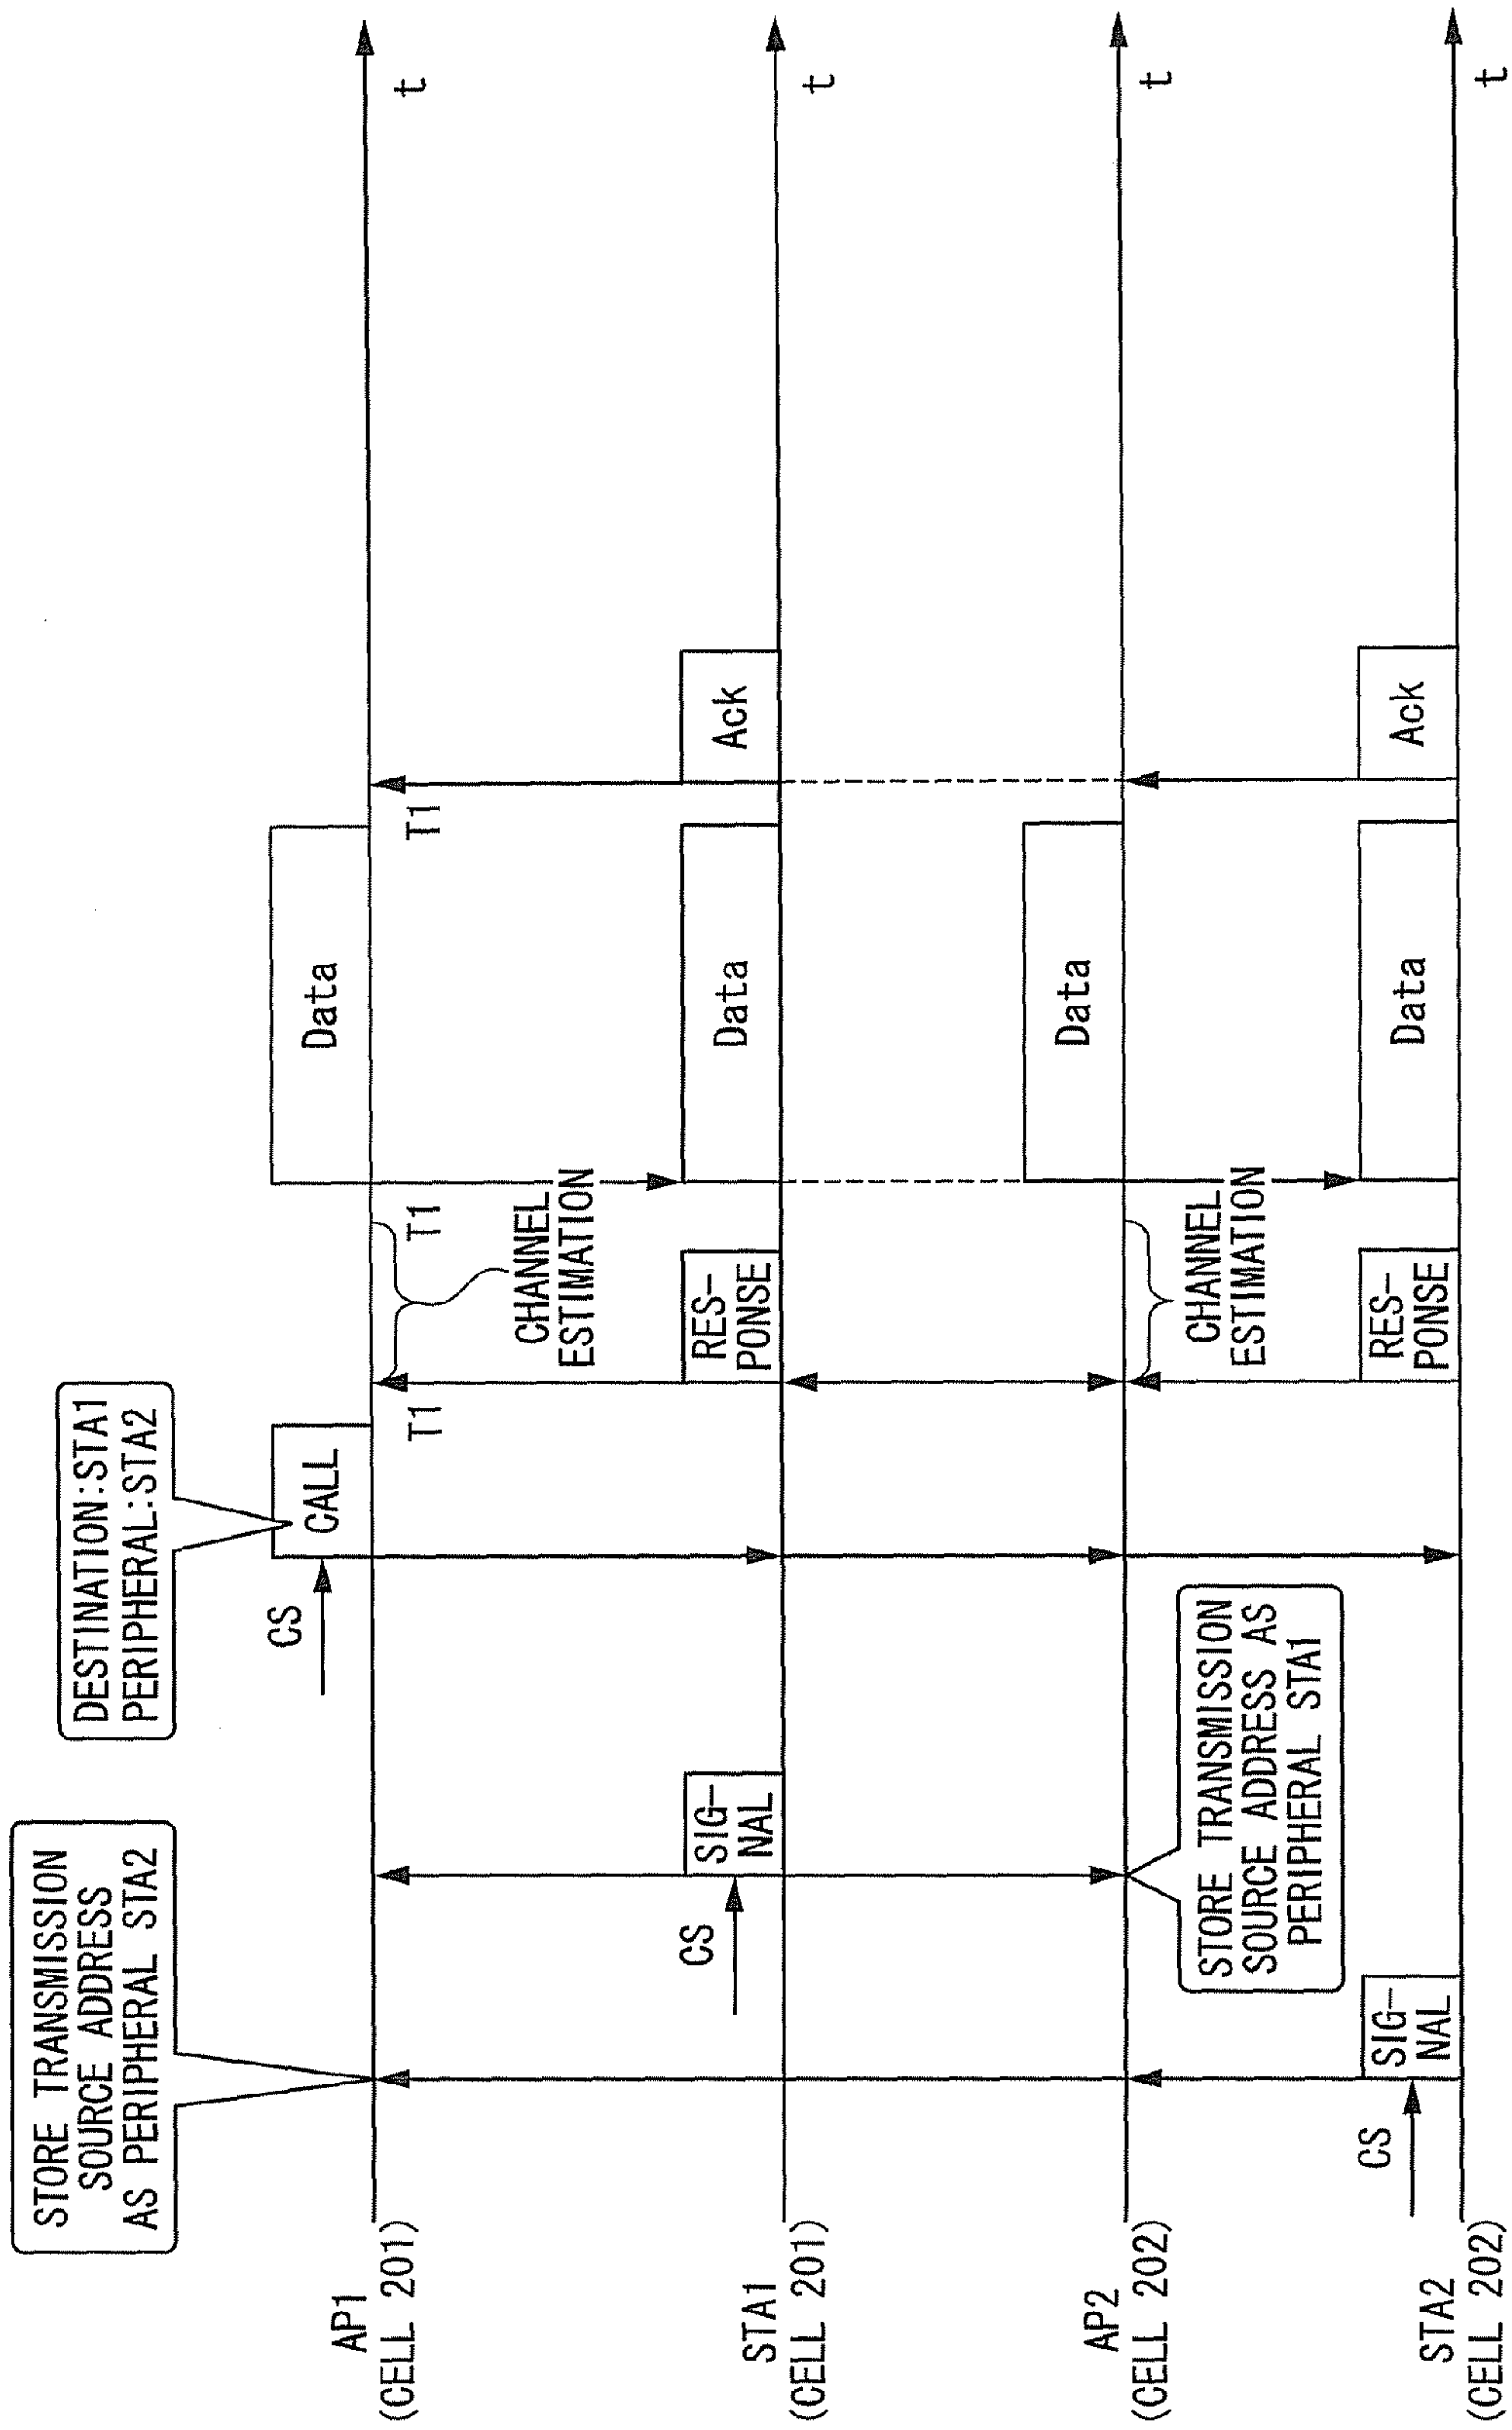 STORE TRANSMISSION
SOURCE ADDRESS
AS PERIPHERAL STA2
DESTINATION:STA1
PERIPHERAL:STA2
CS
CALL
Data
AP1
(CELL 201)
T1
T1
T1
t
CHANNEL
ESTIMATION
CS
SIG-
NAL
RES-
PONSE
Data
Ack
STA1
(CELL 201)
t
Data
AP2
(CELL 202)
t
STORE TRANSMISSION
SOURCE ADDRESS AS
PERIPHERAL STA1
CHANNEL
ESTIMATION
CS
SIG-
NAL
RES-
PONSE
Data
Ack
STA2
(CELL 202)
t